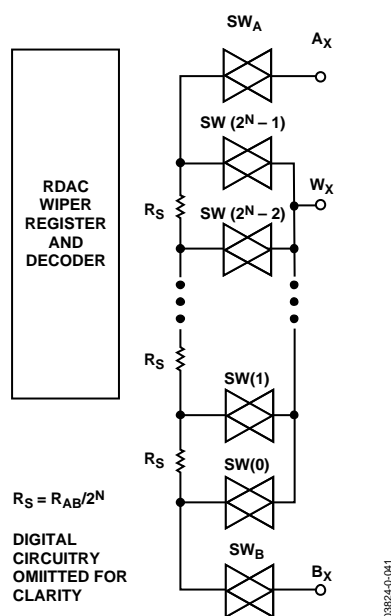 SWA
AX
SW (2N – 1)
RDAC
WIPER
REGISTER
AND
DECODER
RS
WX
SW (2N – 2)
RS
SW(1)
RS
SW(0)
RS = RAB/2N
DIGITAL
CIRCUITRY
OMIITTED FOR
CLARITY
SWB
BX
03824-0-041